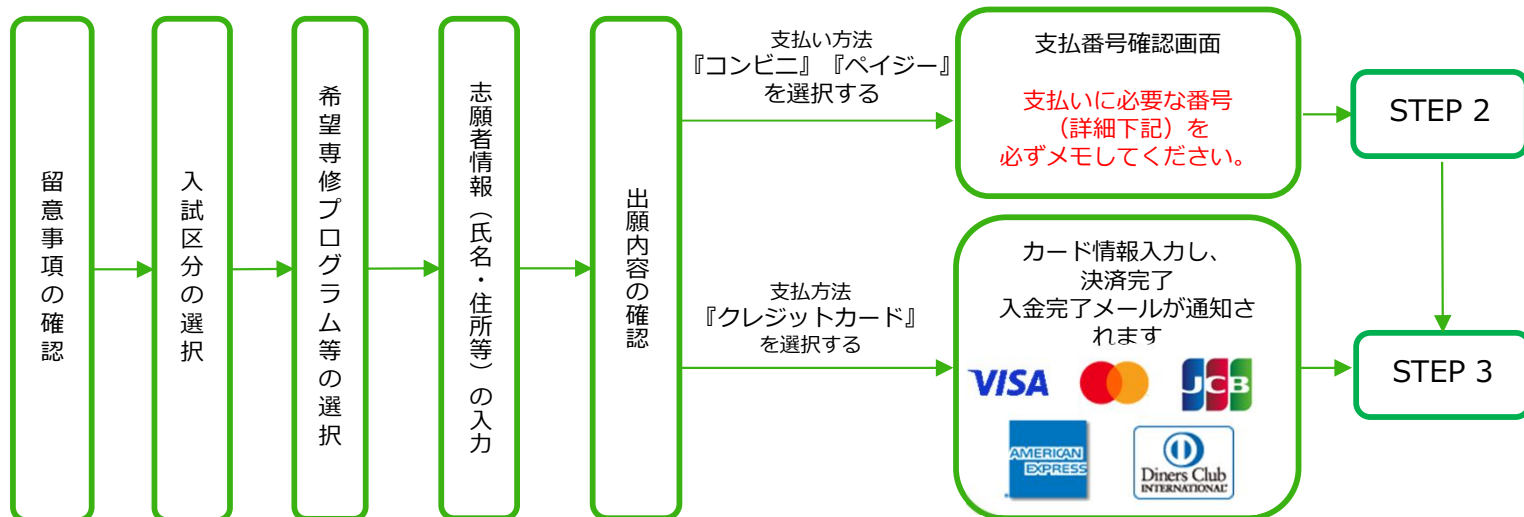 留意事項の確認
入試区分の選択
希望専修プログラム等の選択
志願者情報（氏名・住所等）の入力
出願内容の確認
支払い方法
『コンビニ』『ペイジー』
を選択する
支払番号確認画面
支払いに必要な番号
（詳細下記）を
必ずメモしてください。
STEP 2
支払方法
『クレジットカード』
を選択する
カード情報入力し、
決済完了
入金完了メールが通知さ
れます
VISA
JCB
AMERICAN
EXPRESS
Diners Club
INTERNATIONAL
STEP 3